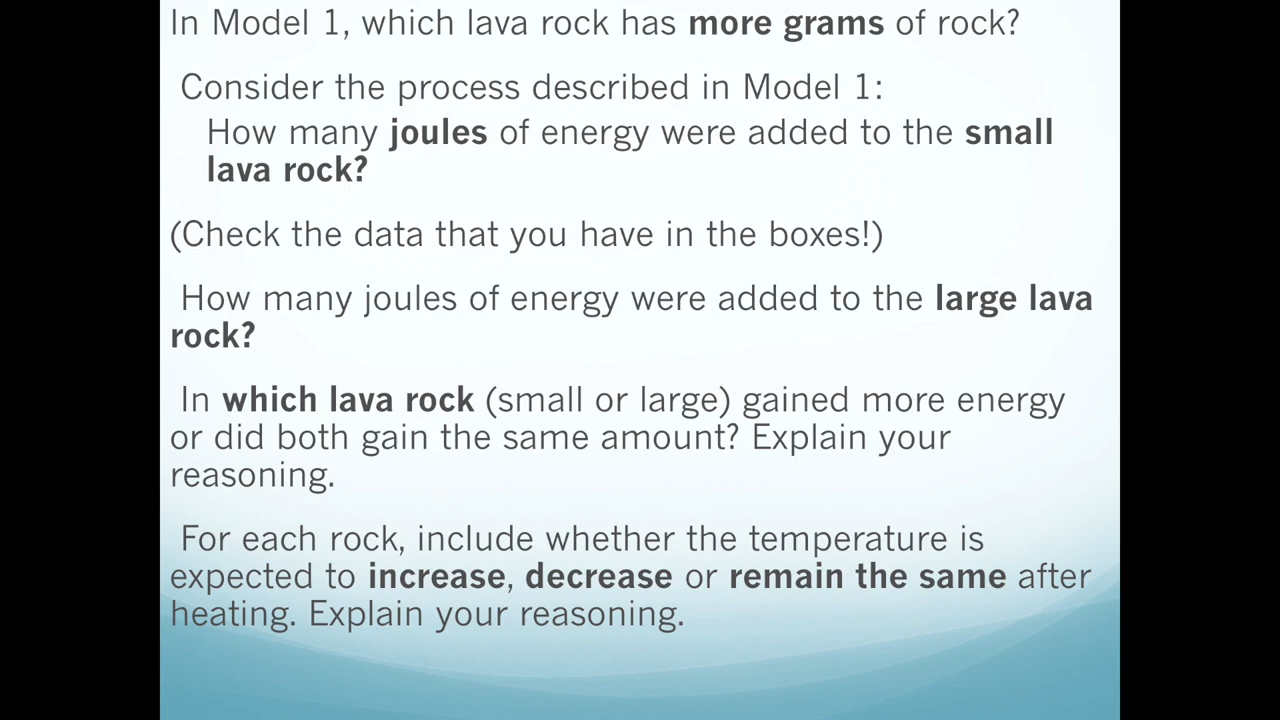 In Model 1, which lava rock has more grams of rock?
Consider the process described in Model 1:
How many joules of energy were added to the small
lava rock?
(Check the data that you have in the boxes!)
How many joules of energy were added to the large lava
rock?
In which lava rock (small or large) gained more energy
or did both gain the same amount? Explain your
reasoning.
For each rock, include whether the temperature is
expected to increase, decrease or remain the same after
heating. Explain your reasoning.